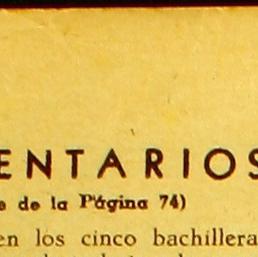 ENTARIOS
e de la Página 74)
en los cinco bachillera